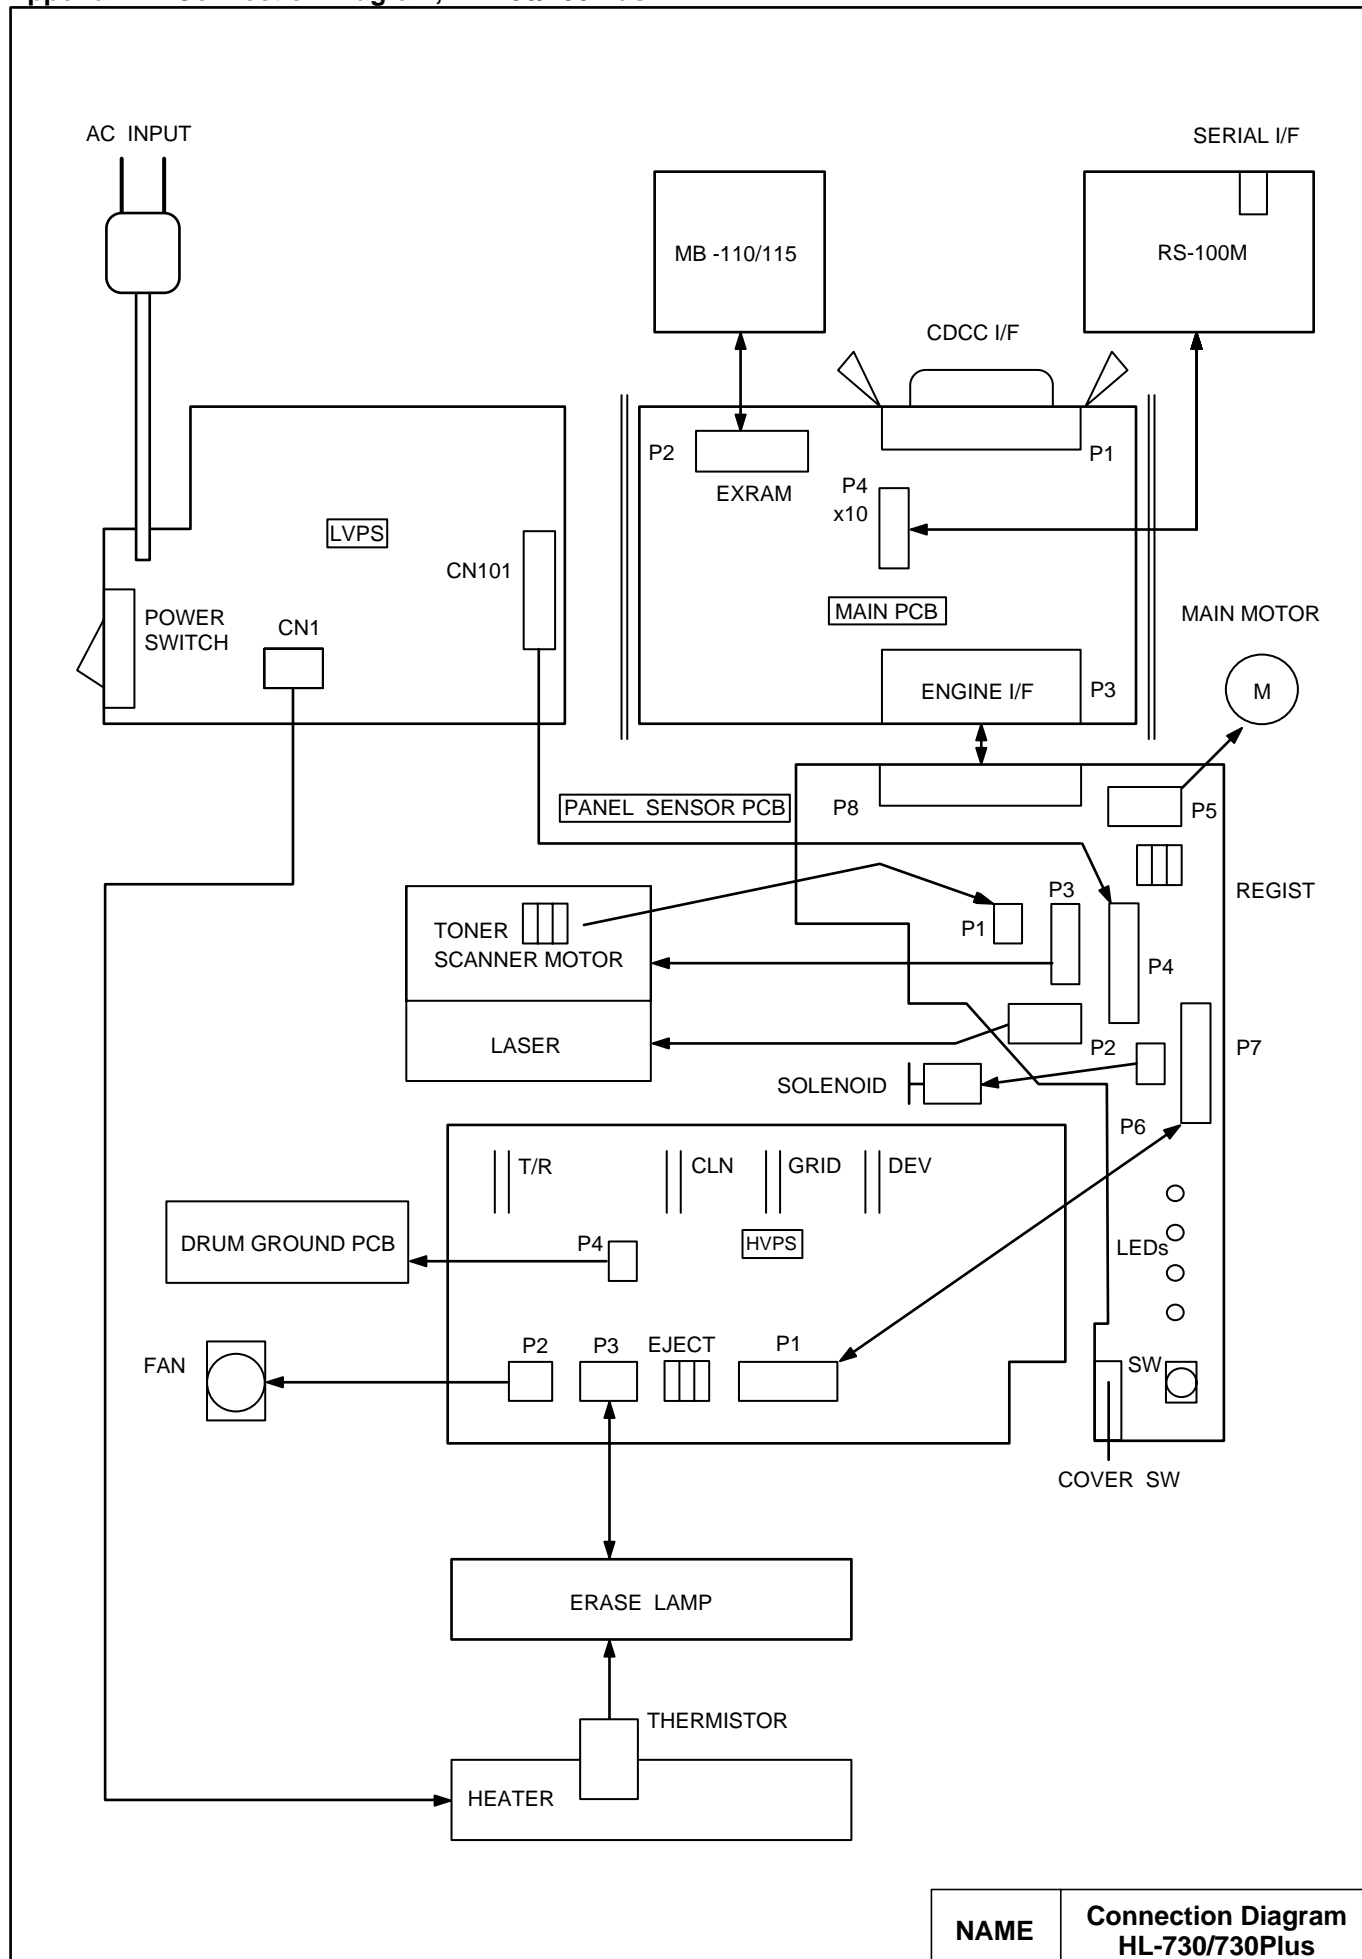 AC INPUT
SERIAL I/F
MB -110/115
RS-100M
CDCC I/F
P2
EXRAM
P1
P4
x10
LVPS
CN101
MAIN PCB
POWER
SWITCH
CN1
MAIN MOTOR
ENGINE I/F
P3
M
PANEL SENSOR PCB
P8
P5
REGIST
TONER
SCANNER MOTOR
P1
P3
P4
LASER
P2
P7
SOLENOID
P6
T/R
CLN
GRID
DEV
DRUM GROUND PCB
P4
HVPS
LEDs
FAN
P2
P3
EJECT
P1
SW
COVER SW
ERASE LAMP
THERMISTOR
HEATER
NAME
Connection Diagram
HL-730/730Plus